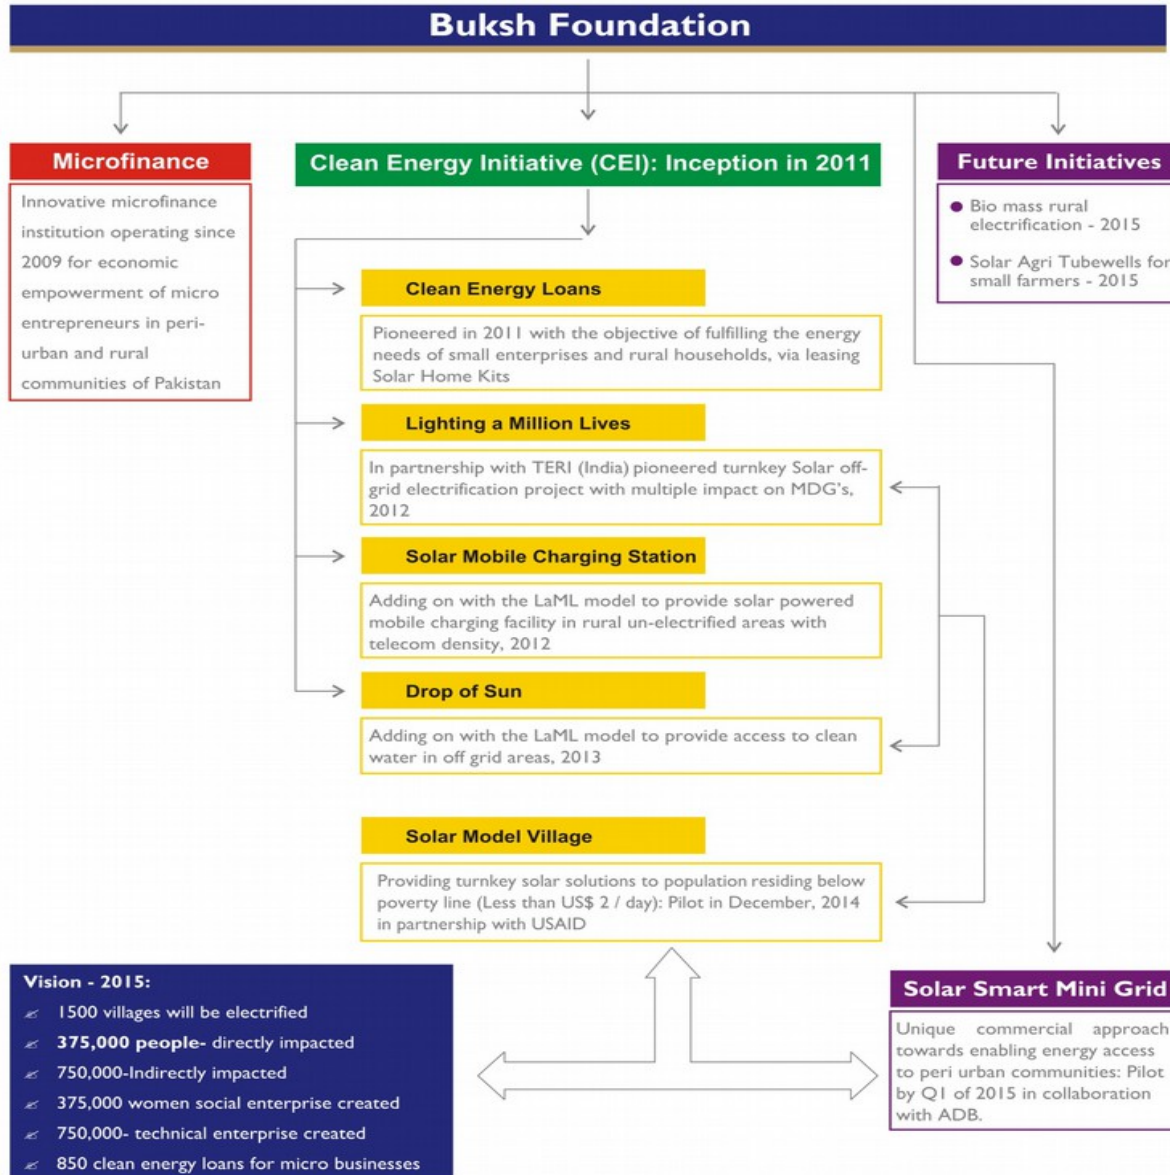 Buksh Foundation
Microfinance
Innovative microfinance
institution operating since
2009 for economic
empowerment of micro
entrepreneurs in peri-
urban and rural
communities of Pakistan
Clean Energy Initiative (CEI): Inception in 2011
Clean Energy Loans
Pioneered in 2011 with the objective of fulfilling the energy
needs of small enterprises and rural households, via leasing
Solar Home Kits
Lighting a Million Lives
In partnership with TERI (India) pioneered turnkey Solar off-
grid electrification project with multiple impact on MDG's,
2012
Solar Mobile Charging Station
Adding on with the LaML model to provide solar powered
mobile charging facility in rural un-electrified areas with
telecom density, 2012
Drop of Sun
Adding on with the LaML model to provide access to clean
water in off grid areas, 2013
Solar Model Village
Providing turnkey solar solutions to population residing below
poverty line (Less than US$ 2 / day): Pilot in December, 2014
in partnership with USAID
Future Initiatives
Bio mass rural
electrification - 2015
Solar Agri Tubewells for
small farmers - 2015
Solar Smart Mini Grid
Unique commercial approach
towards enabling energy access
to peri urban communities: Pilot
by Q1 of 2015 in collaboration
with ADB.
Vision - 2015:
1500 villages will be electrified
375,000 people- directly impacted
750,000-Indirectly impacted
375,000 women social enterprise created
750,000- technical enterprise created
850 clean energy loans for micro businesses